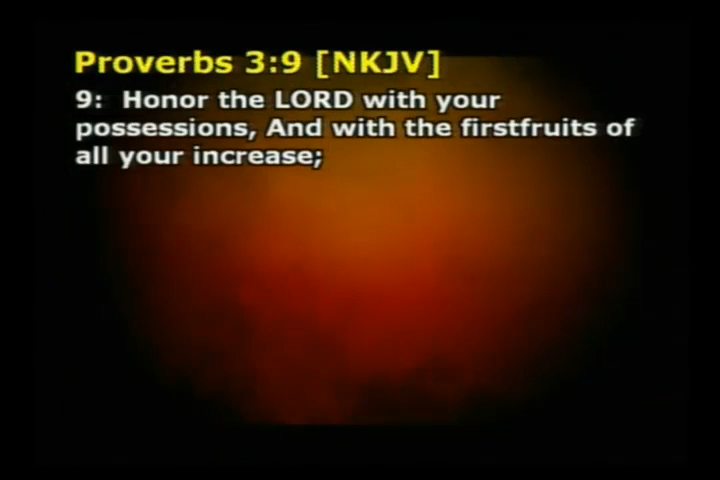 Proverbs 3:9 [NKJV]
9:  Honor the LORD with your
possessions, And with the firstfruits of
all your increase;